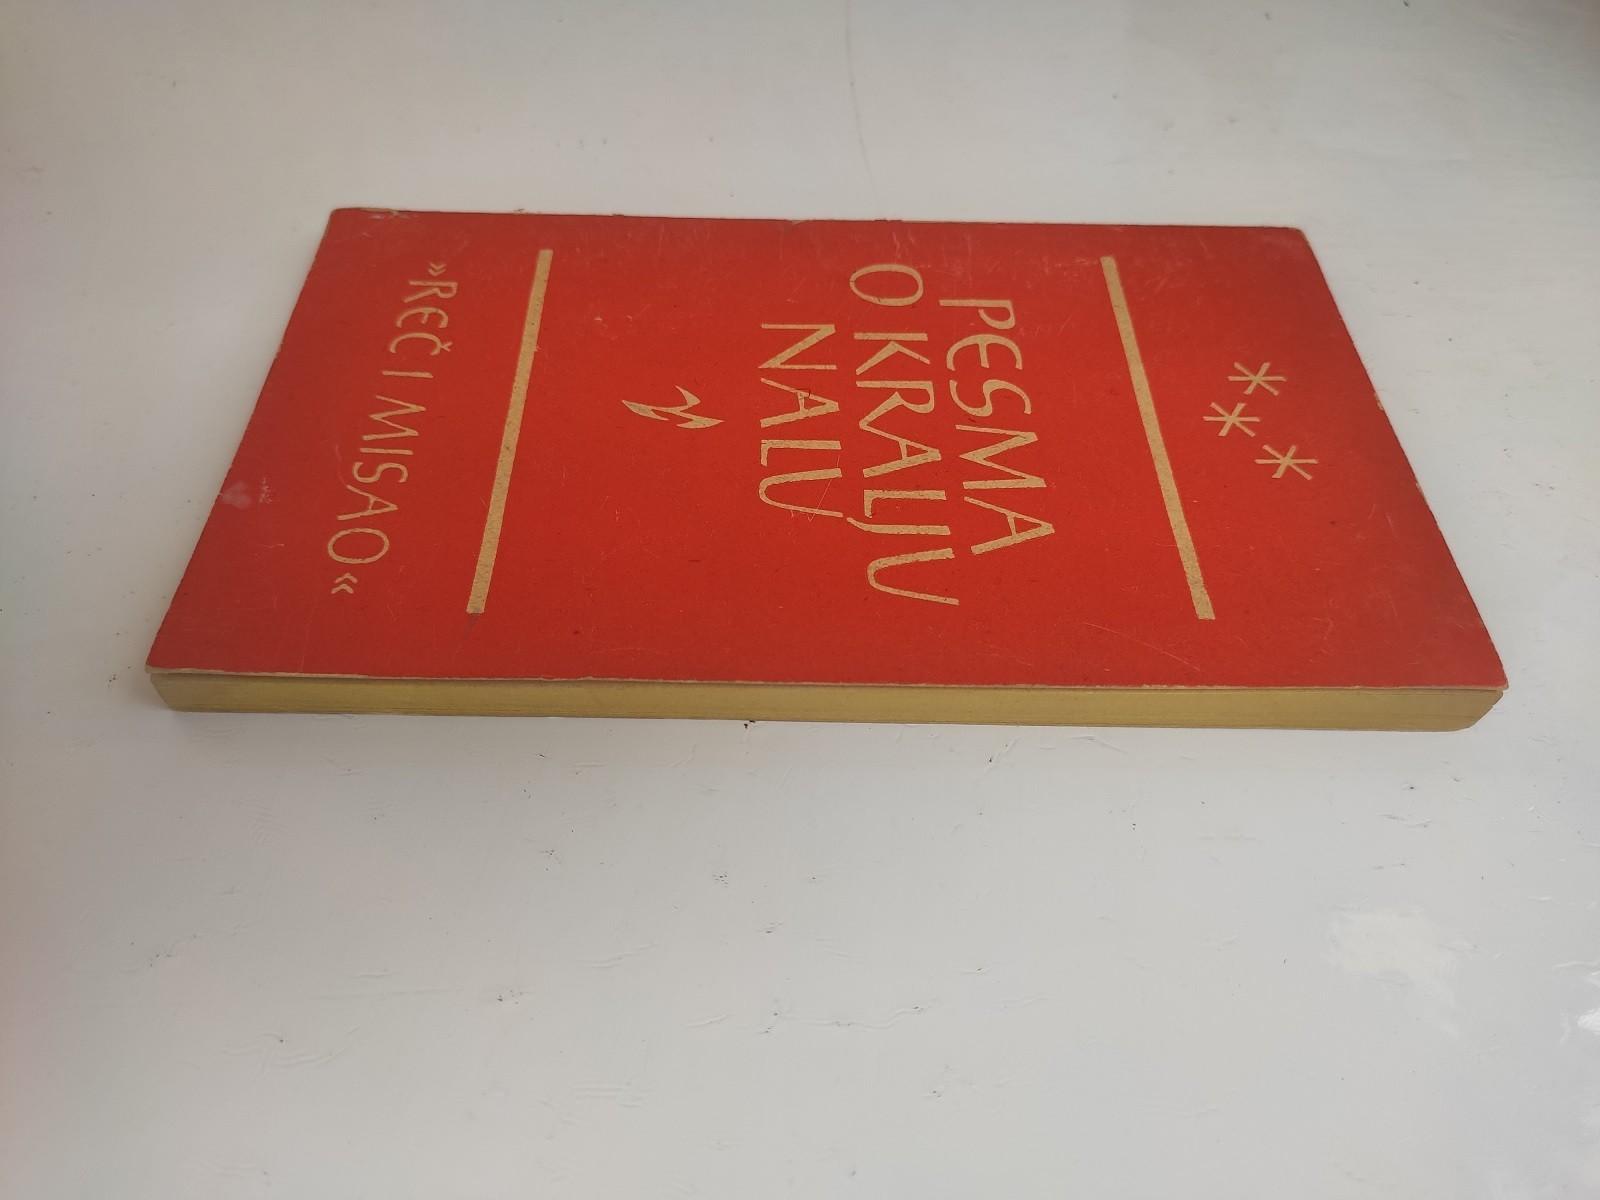 ***
PESMA
O KRALJU
NALU
»REČ I MISAO«